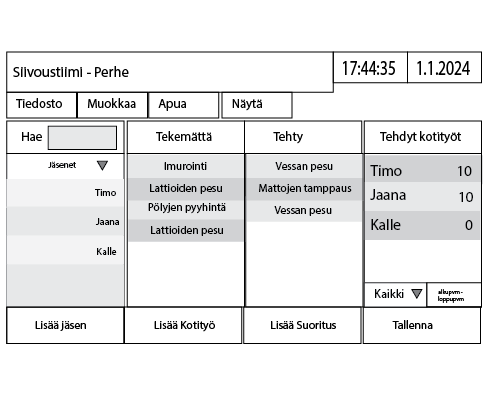 Siivoustiimi - Perhe
17:44:35
1.1.2024
Tiedosto
Muokkaa
Apua
Näytä
Hae
Tekemättä
Tehty
Tehdyt kotityöt
Jäsenet
Timo
Jaana
Kalle
Imurointi
Lattioiden pesu
Pölyjen pyyhintä
Lattioiden pesu
Vessan pesu
Mattojen tamppaus
Vessan pesu
Timo 10
Jaana 10
Kalle 0
Kaikki
alkupvm-
loppupvm
Lisää jäsen
Lisää Kotityö
Lisää Suoritus
Tallenna